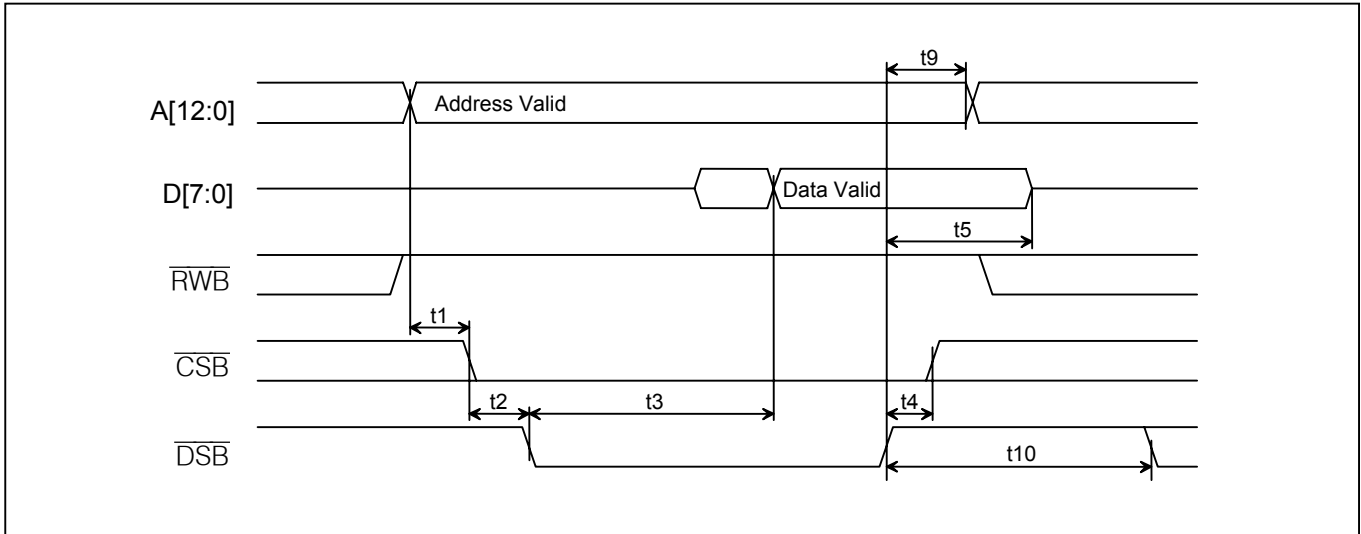 t9
A[12:0]
Address Valid
D[7:0]
Data Valid
t5
RWB
t1
CSB
t2
t3
t4
DSB
t10